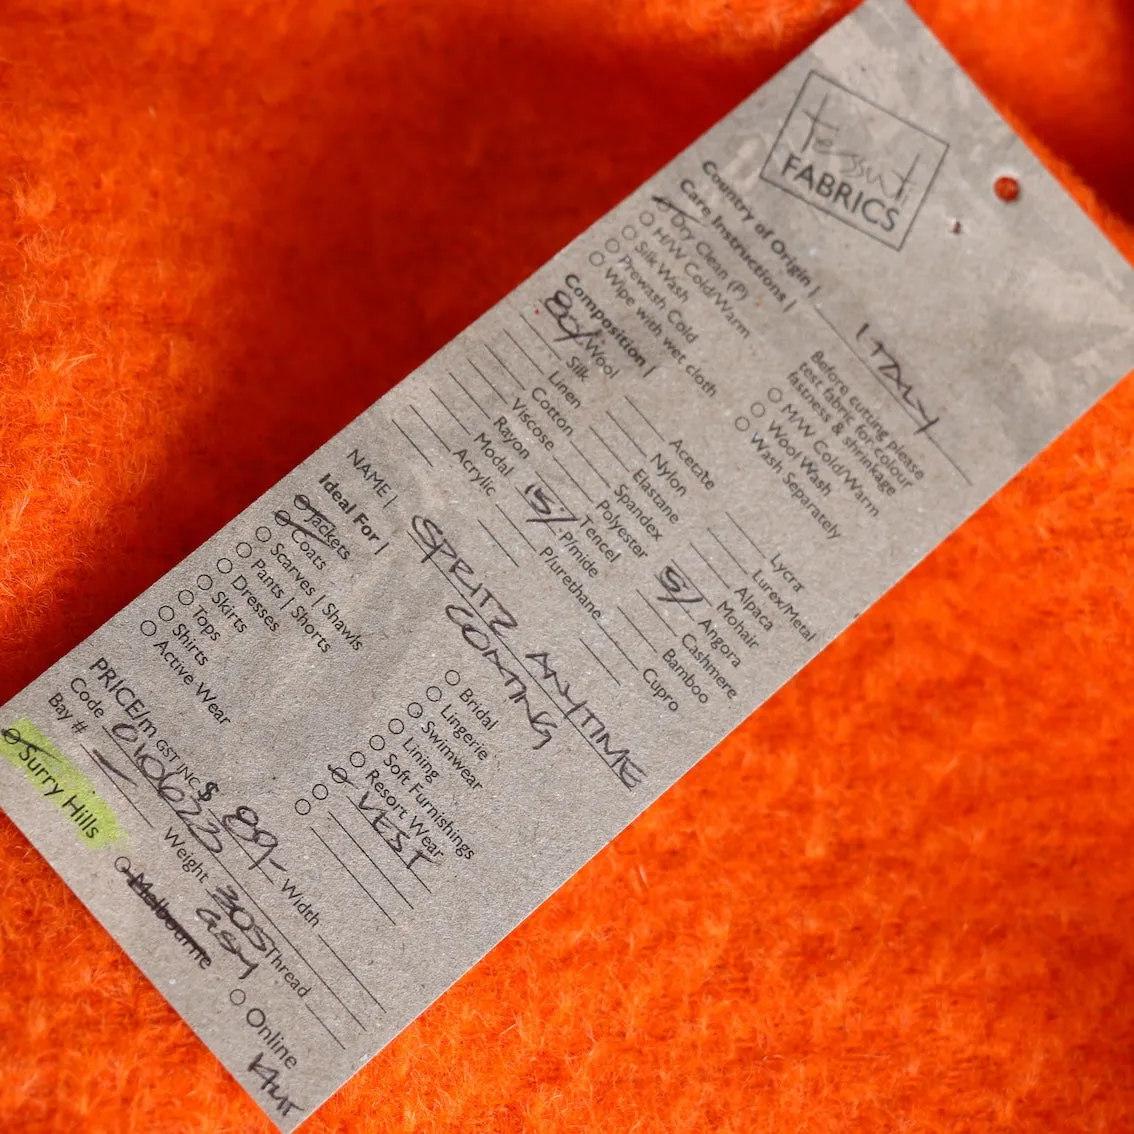 tessuti
FABRICS
Country of Origin | ITALY
Care Instructions |
Dry Clean (P)
H/W Cold/Warm
Silk Wash
Prewash Cold
Wipe with wet cloth
Before cutting please
test fabric for colour
fastness & shrinkage
M/W Cold/Warm
Wool Wash
Wash Separately
Composition |
80% Wool
Silk
Linen
Cotton
Viscose
Rayon
Modal
Acrylic
Acetate
Nylon
Elastane
Spandex
Polyester
Tencel
15% P/mide
P/urethane
Lycra
Lurex/Metal
Alpaca
5% Mohair
Angora
Cashmere
Bamboo
Cupro
NAME | SPRITZ ANYTIME
COATING
Ideal For |
Jackets
Coats
Scarves | Shawls
Pants | Shorts
Dresses
Skirts
Tops
Shirts
Active Wear
Bridal
Lingerie
Swimwear
Lining
Soft Furnishings
Resort Wear
VEST
PRICE/m GST INC $ 89- Width
Code 010623 Weight 305 GSM Thread
Bay #
Surry Hills
Melbourne
Online